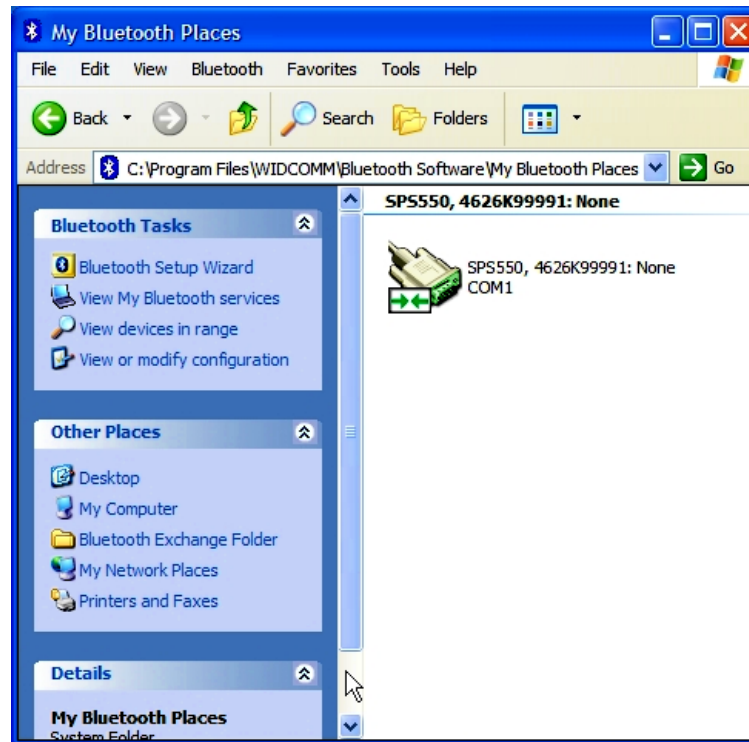 My Bluetooth Places
File Edit View Bluetooth Favorites Tools Help
Back Search Folders
Address C:\Program Files\WIDCOMM\Bluetooth Software\My Bluetooth Places Go
Bluetooth Tasks
Bluetooth Setup Wizard
View My Bluetooth services
View devices in range
View or modify configuration
Other Places
Desktop
My Computer
Bluetooth Exchange Folder
My Network Places
Printers and Faxes
Details
My Bluetooth Places
System Folder
SPS550, 4626K99991: None
SPS550, 4626K99991: None
COM1